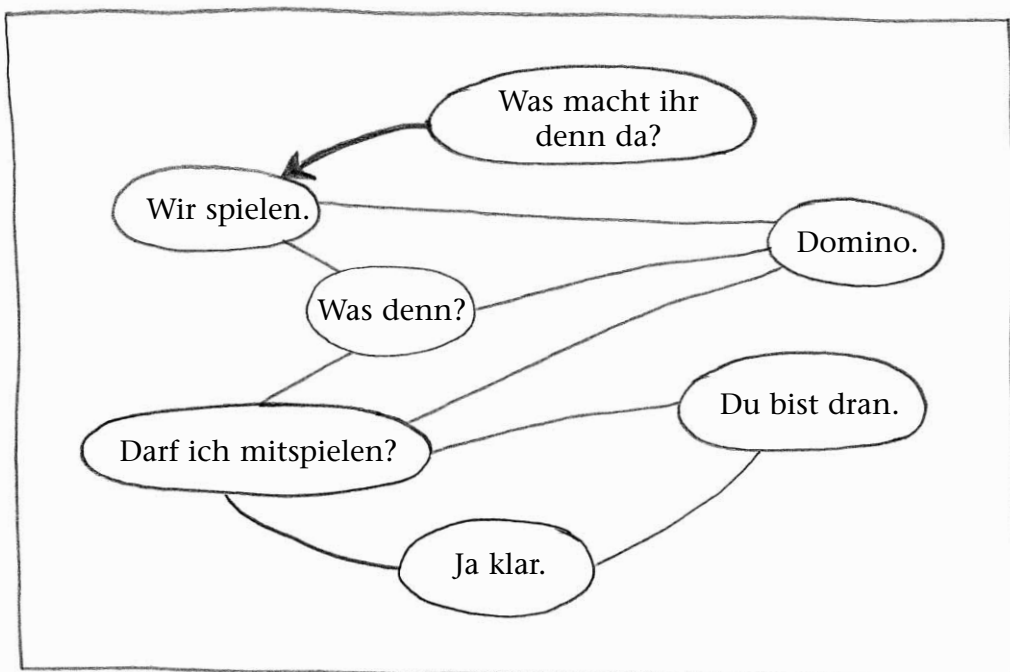 Was macht ihr
denn da?
Wir spielen.
Domino.
Was denn?
Du bist dran.
Darf ich mitspielen?
Ja klar.